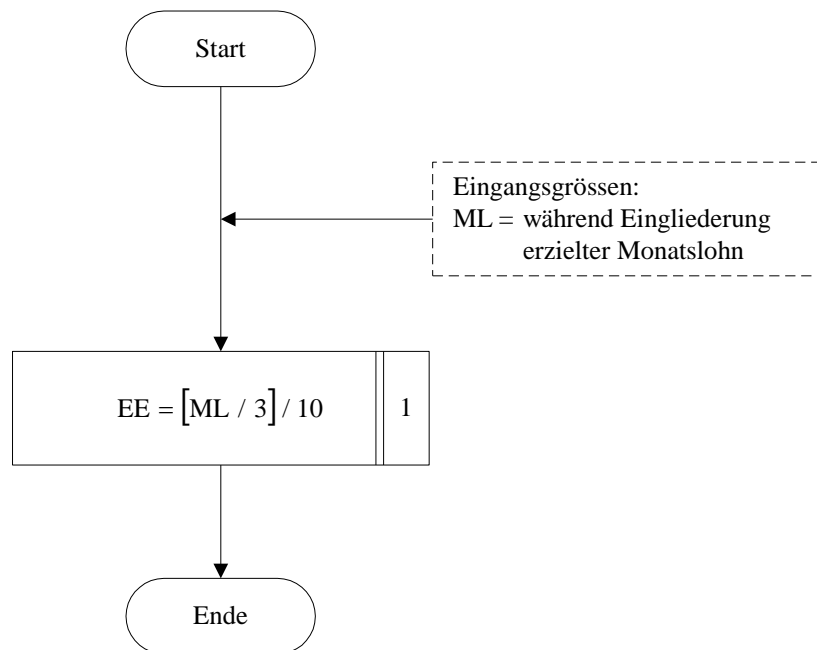 Start
Eingangsgrössen:
ML = während Eingliederung
erzielter Monatslohn
EE = [ML / 3] / 10
1
Ende